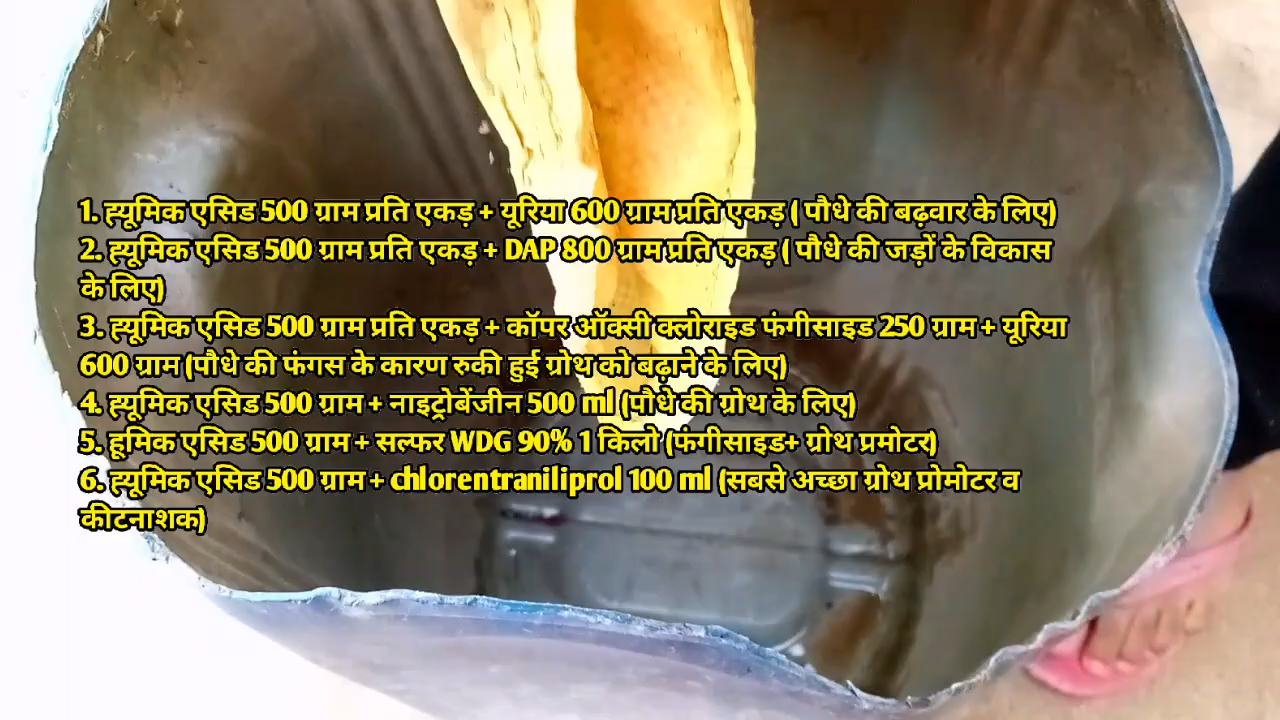 1. ह्यूमिक एसिड 500 ग्राम प्रति एकड़ + यूरिया 600 ग्राम प्रति एकड़ ( पौधे की बढ़वार के लिए)
2. ह्यूमिक एसिड 500 ग्राम प्रति एकड़ + DAP 800 ग्राम प्रति एकड़ ( पौधे की जड़ों के विकास
के लिए)
3. ह्यूमिक एसिड 500 ग्राम प्रति एकड़ + कॉपर ऑक्सी क्लोराइड फंगीसाइड 250 ग्राम + यूरिया
600 ग्राम (पौधे की फंगस के कारण रुकी हुई ग्रोथ को बढ़ाने के लिए)
4. ह्यूमिक एसिड 500 ग्राम + नाइट्रोबेंजीन 500 ml (पौधे की ग्रोथ के लिए)
5. हूमिक एसिड 500 ग्राम + सल्फर WDG 90% 1 किलो (फंगीसाइड+ ग्रोथ प्रमोटर)
6. ह्यूमिक एसिड 500 ग्राम + chlorentraniliprol 100 ml (सबसे अच्छा ग्रोथ प्रोमोटर व
कीटनाशक)